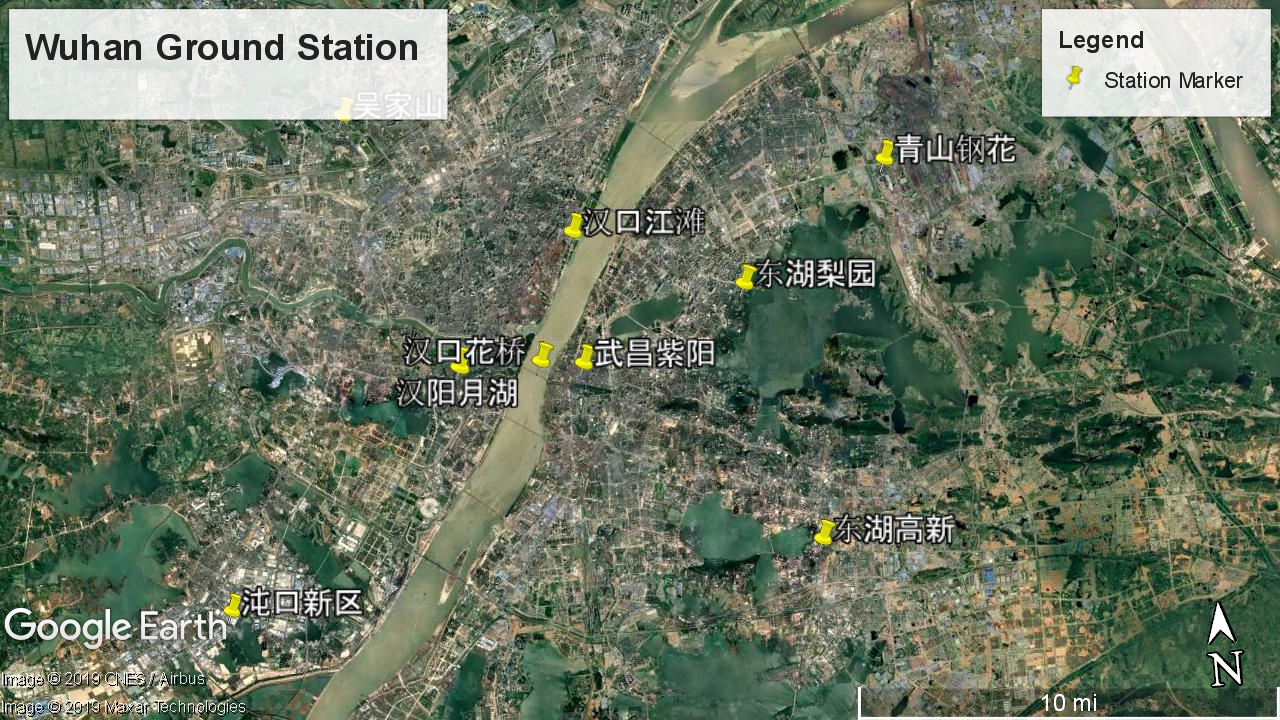 Wuhan Ground Station
Legend
Station Marker
吴家山
青山钢花
汉口江滩
东湖梨园
汉口花桥
武昌紫阳
汉阳月湖
东湖高新
沌口新区
Google Earth
Image © 2019 CNES / Airbus
Image © 2019 Maxar Technologies
10 mi
N